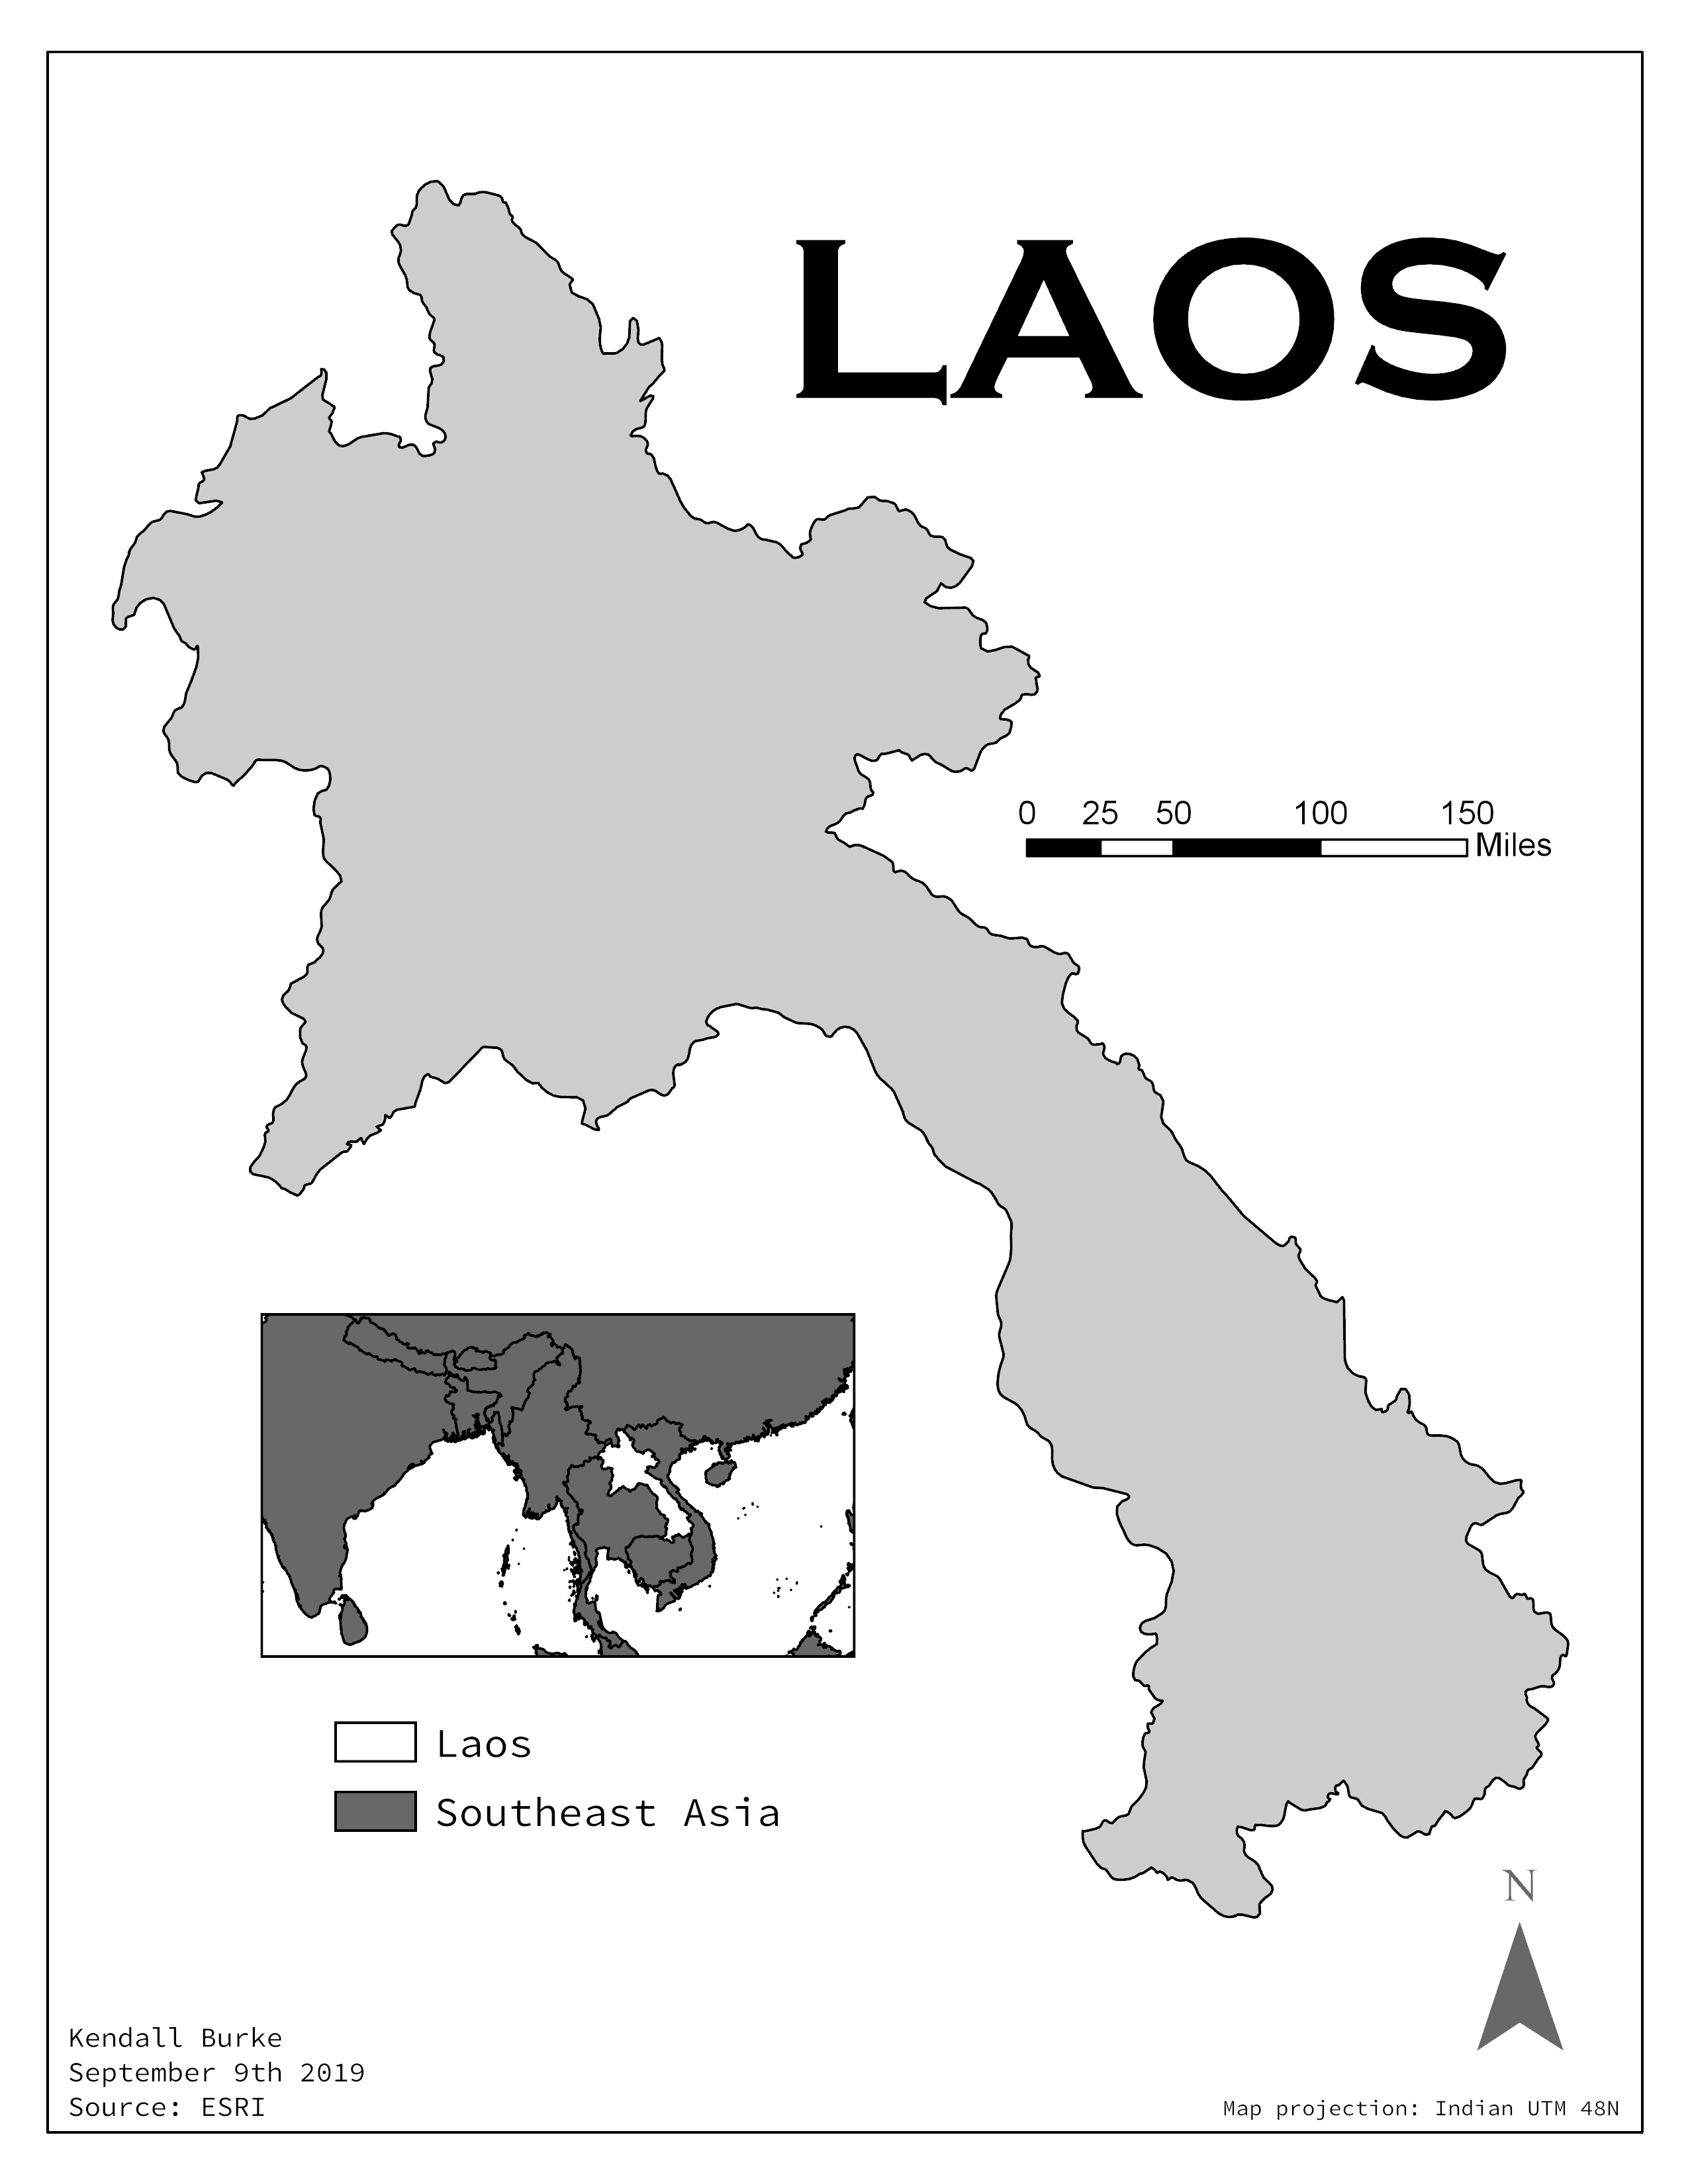 LAOS
0 25 50 100 150
Miles
Laos
Southeast Asia
N
Kendall Burke
September 9th 2019
Source: ESRI
Map projection: Indian UTM 48N